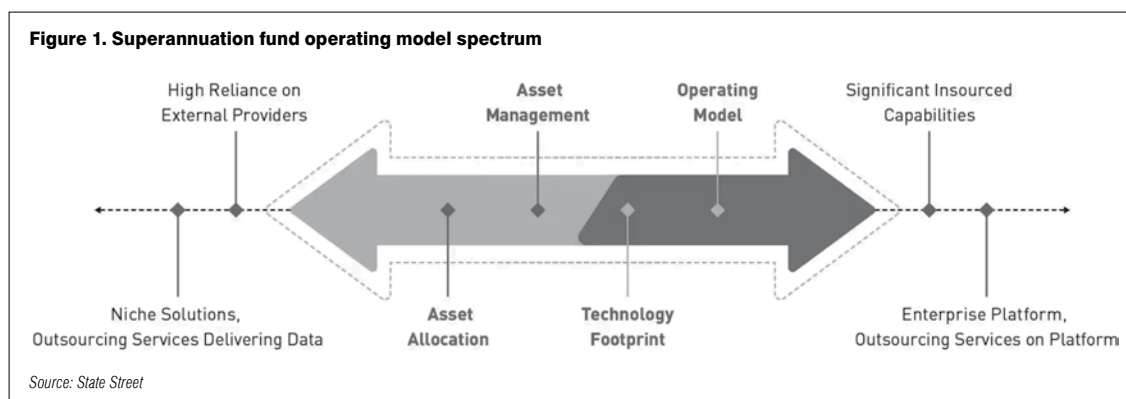 Figure 1. Superannuation fund operating model spectrum
High Reliance on
External Providers
Asset
Management
Operating
Model
Significant Insourced
Capabilities
Niche Solutions,
Outsourcing Services Delivering Data
Asset
Allocation
Technology
Footprint
Enterprise Platform,
Outsourcing Services on Platform
Source: State Street